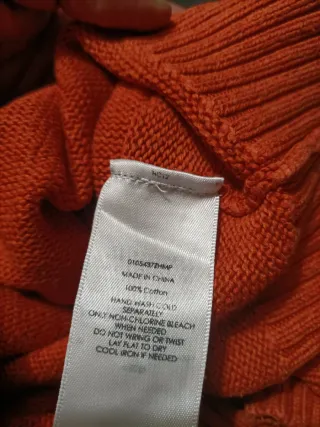 MADE IN CHINA
100% Cotton
HAND WASH COLD
SEPARATELY
ONLY NON-CHLORINE BLEACH
WHEN NEEDED
DO NOT WRING OR TWIST
LAY FLAT TO DRY
COOL IRON IF NEEDED